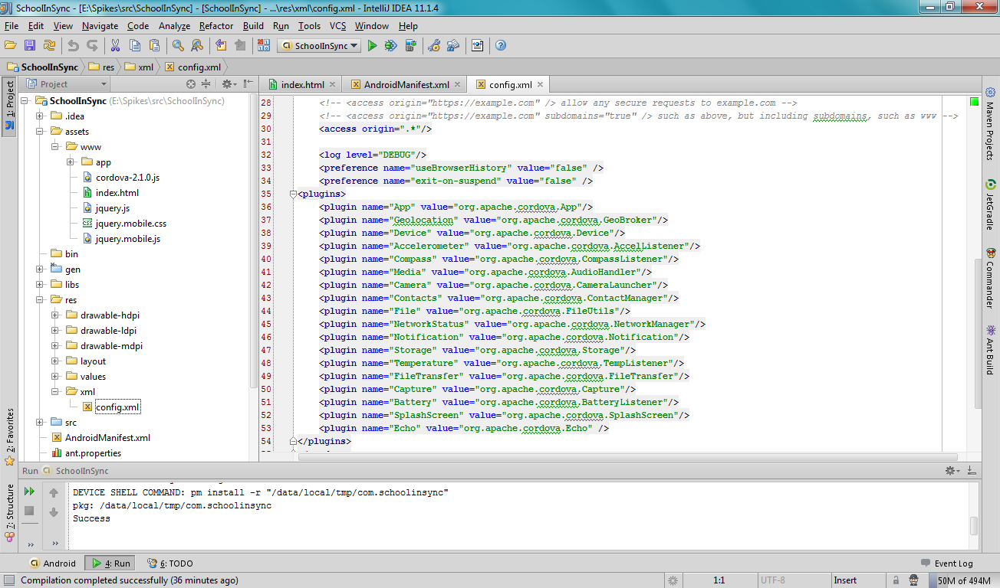 SchoolInSync - [E:\Spikes\src\SchoolInSync] - [SchoolInSync] - ...\res\xml\config.xml - IntelliJ IDEA 11.1.4
File Edit View Navigate Code Analyze Refactor Build Run Tools VCS Window Help
SchoolInSync
SchoolInSync res xml config.xml
1: Project
2: Favorites
7: Structure
Project
SchoolInSync (E:\Spikes\src\SchoolInSync)
.idea
assets
www
app
cordova-2.1.0.js
index.html
jquery.js
jquery.mobile.css
jquery.mobile.js
bin
gen
libs
res
drawable-hdpi
drawable-ldpi
drawable-mdpi
layout
values
xml
config.xml
src
AndroidManifest.xml
ant.properties
index.html AndroidManifest.xml config.xml
28 <!-- <access origin="https://example.com" /> allow any secure requests to example.com -->
29 <!-- <access origin="https://example.com" subdomains="true" /> such as above, but including subdomains, such as www -->
30 <access origin=".*"/>
31
32 <log level="DEBUG"/>
33 <preference name="useBrowserHistory" value="false" />
34 <preference name="exit-on-suspend" value="false" />
35 <plugins>
36 <plugin name="App" value="org.apache.cordova.App"/>
37 <plugin name="Geolocation" value="org.apache.cordova.GeoBroker"/>
38 <plugin name="Device" value="org.apache.cordova.Device"/>
39 <plugin name="Accelerometer" value="org.apache.cordova.AccelListener"/>
40 <plugin name="Compass" value="org.apache.cordova.CompassListener"/>
41 <plugin name="Media" value="org.apache.cordova.AudioHandler"/>
42 <plugin name="Camera" value="org.apache.cordova.CameraLauncher"/>
43 <plugin name="Contacts" value="org.apache.cordova.ContactManager"/>
44 <plugin name="File" value="org.apache.cordova.FileUtils"/>
45 <plugin name="NetworkStatus" value="org.apache.cordova.NetworkManager"/>
46 <plugin name="Notification" value="org.apache.cordova.Notification"/>
47 <plugin name="Storage" value="org.apache.cordova.Storage"/>
48 <plugin name="Temperature" value="org.apache.cordova.TempListener"/>
49 <plugin name="FileTransfer" value="org.apache.cordova.FileTransfer"/>
50 <plugin name="Capture" value="org.apache.cordova.Capture"/>
51 <plugin name="Battery" value="org.apache.cordova.BatteryListener"/>
52 <plugin name="SplashScreen" value="org.apache.cordova.SplashScreen"/>
53 <plugin name="Echo" value="org.apache.cordova.Echo" />
54 </plugins>
Maven Projects
JetGradle
Commander
Ant Build
Run SchoolInSync
DEVICE SHELL COMMAND: pm install -r "/data/local/tmp/com.schoolinsync"
pkg: /data/local/tmp/com.schoolinsync
Success
Android 4: Run 6: TODO Event Log
Compilation completed successfully (36 minutes ago) 1:1 UTF-8 Insert 50M of 494M